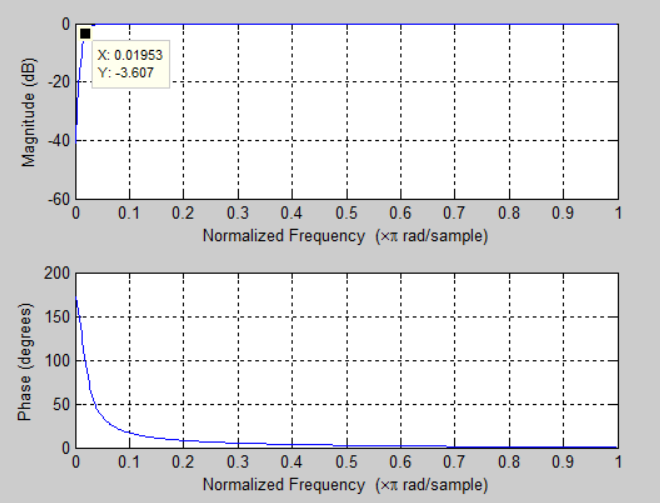 Magnitude (dB)
0
-20
-40
-60
X: 0.01953
Y: -3.607
0 0.1 0.2 0.3 0.4 0.5 0.6 0.7 0.8 0.9 1
Normalized Frequency (×π rad/sample)
Phase (degrees)
200
150
100
50
0
0 0.1 0.2 0.3 0.4 0.5 0.6 0.7 0.8 0.9 1
Normalized Frequency (×π rad/sample)